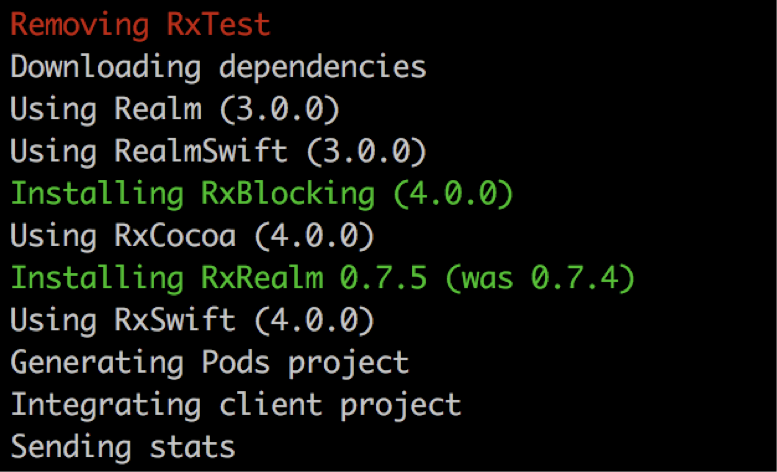 Removing RxTest
Downloading dependencies
Using Realm (3.0.0)
Using RealmSwift (3.0.0)
Installing RxBlocking (4.0.0)
Using RxCocoa (4.0.0)
Installing RxRealm 0.7.5 (was 0.7.4)
Using RxSwift (4.0.0)
Generating Pods project
Integrating client project
Sending stats